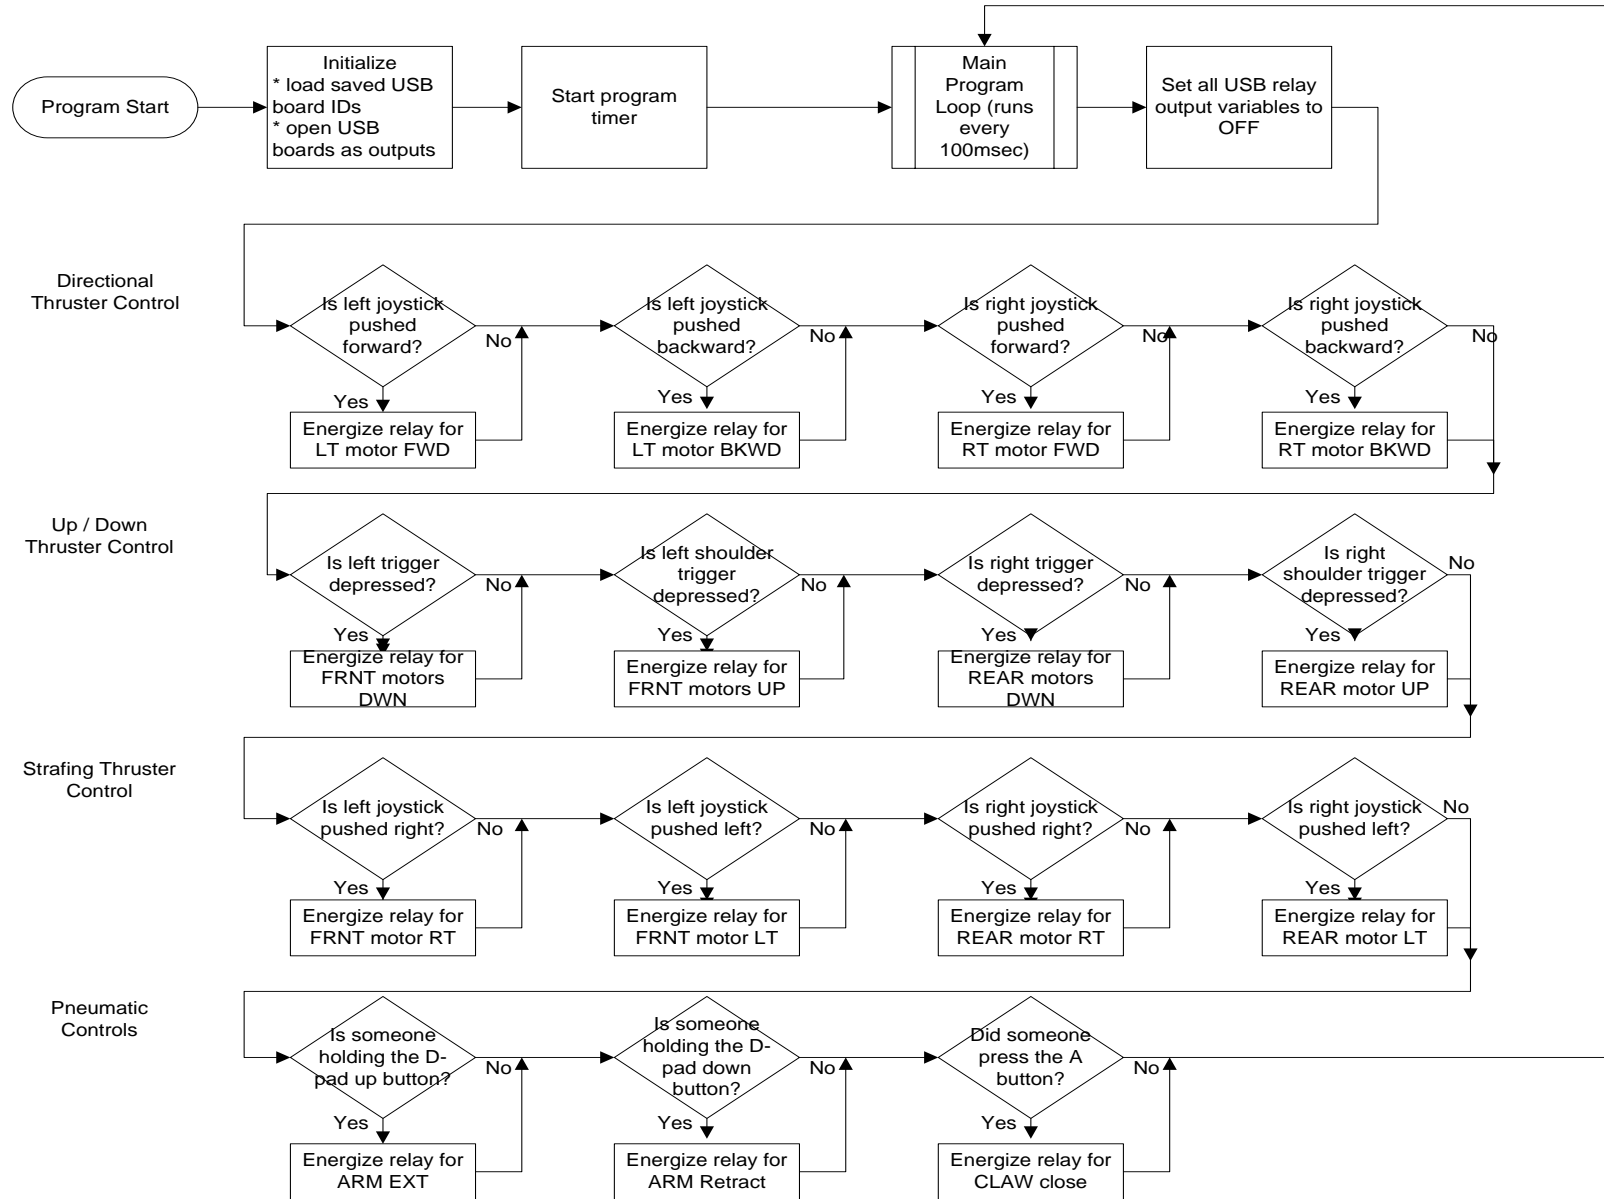 Program Start
Initialize
* load saved USB
board IDs
* open USB
boards as outputs
Start program
timer
Main
Program
Loop (runs
every
100msec)
Set all USB relay
output variables to
OFF
Directional
Thruster Control
Is left joystick
pushed
forward?
No
Yes
Energize relay for
LT motor FWD
Is left joystick
pushed
backward?
No
Yes
Energize relay for
LT motor BKWD
Is right joystick
pushed
forward?
No
Yes
Energize relay for
RT motor FWD
Is right joystick
pushed
backward?
No
Yes
Energize relay for
RT motor BKWD
Up / Down
Thruster Control
Is left trigger
depressed?
No
Yes
Energize relay for
FRNT motors
DWN
Is left shoulder
trigger
depressed?
No
Yes
Energize relay for
FRNT motors UP
Is right trigger
depressed?
No
Yes
Energize relay for
REAR motors
DWN
Is right
shoulder trigger
depressed?
No
Yes
Energize relay for
REAR motor UP
Strafing Thruster
Control
Is left joystick
pushed right?
No
Yes
Energize relay for
FRNT motor RT
Is left joystick
pushed left?
No
Yes
Energize relay for
FRNT motor LT
Is right joystick
pushed right?
No
Yes
Energize relay for
REAR motor RT
Is right joystick
pushed left?
No
Yes
Energize relay for
REAR motor LT
Pneumatic
Controls
Is someone
holding the D-
pad up button?
No
Yes
Energize relay for
ARM EXT
Is someone
holding the D-
pad down
button?
No
Yes
Energize relay for
ARM Retract
Did someone
press the A
button?
No
Yes
Energize relay for
CLAW close